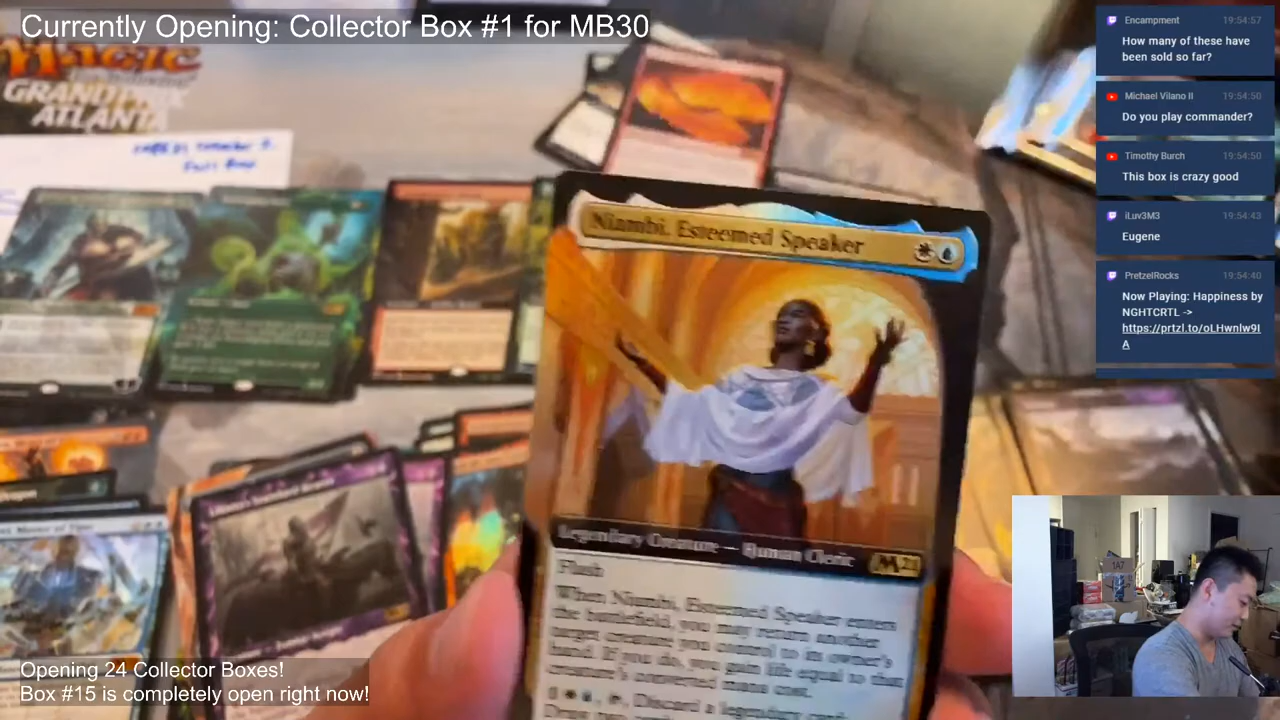 Currently Opening: Collector Box #1 for MB30
Magic
GRAND PRIX
ATLANTA
Niambi, Esteemed Speaker
Legendary Creature — Human Cleric
M21
Flash
When Niambi, Esteemed Speaker enters
the battlefield, you may return another
target creature you control to its owner's
hand. If you do, you gain life equal to that
creature's converted mana cost.
Discard a legendary card:
Draw two cards.
Opening 24 Collector Boxes!
Box #15 is completely open right now!
Encampment 19:54:57
How many of these have
been sold so far?
Michael Vilano II 19:54:50
Do you play commander?
Timothy Burch 19:54:50
This box is crazy good
iLuv3M3 19:54:43
Eugene
PretzelRocks 19:54:40
Now Playing: Happiness by
NGHTCRTL ->
https://prtzl.to/oLHwnlw9I
A
1A7